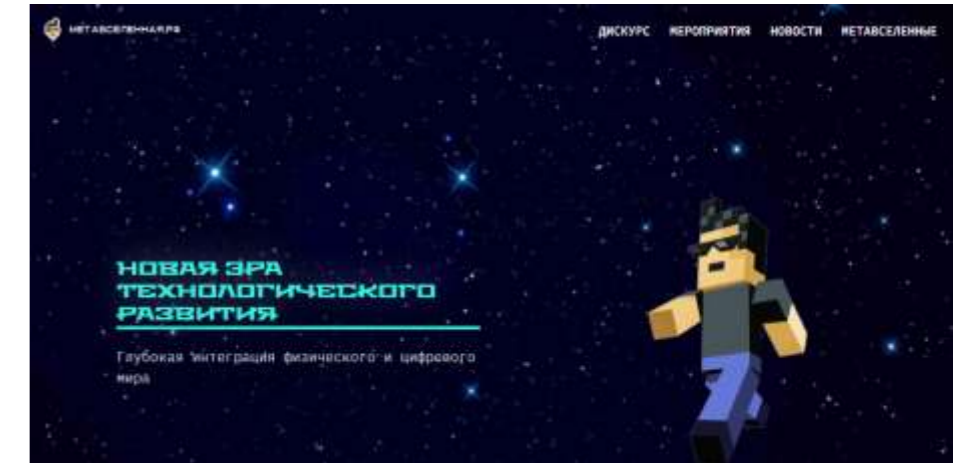 МЕТАВСЕЛЕННАЯ.РФ
ДИСКУРС МЕРОПРИЯТИЯ НОВОСТИ МЕТАВСЕЛЕННЫЕ
НОВАЯ ЭРА
ТЕХНОЛОГИЧЕСКОГО
РАЗВИТИЯ
Глубокая интеграция физического и цифрового
мира